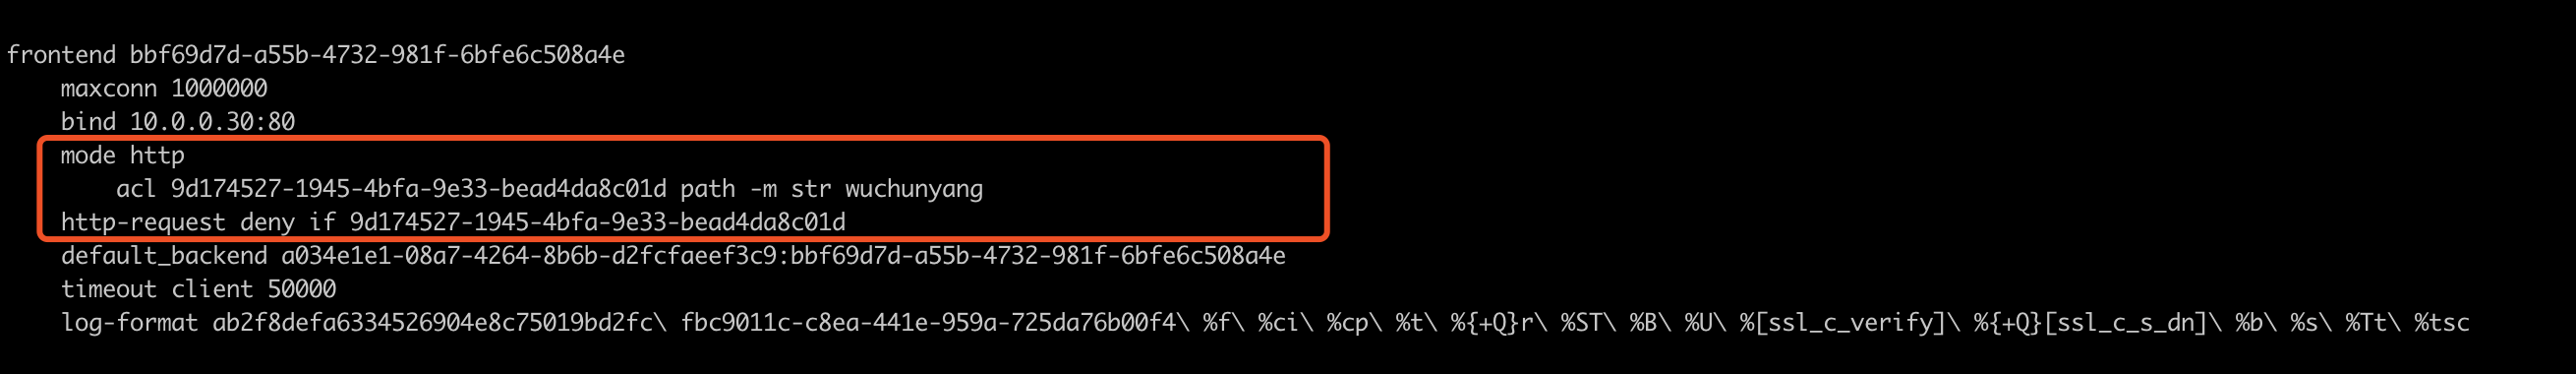 frontend bbf69d7d-a55b-4732-981f-6bfe6c508a4e
maxconn 1000000
bind 10.0.0.30:80
mode http
acl 9d174527-1945-4bfa-9e33-bead4da8c01d path -m str wuchunyang
http-request deny if 9d174527-1945-4bfa-9e33-bead4da8c01d
default_backend a034e1e1-08a7-4264-8b6b-d2fcfaeef3c9:bbf69d7d-a55b-4732-981f-6bfe6c508a4e
timeout client 50000
log-format ab2f8defa6334526904e8c75019bd2fc\ fbc9011c-c8ea-441e-959a-725da76b00f4\ %f\ %ci\ %cp\ %t\ %{+Q}r\ %ST\ %B\ %U\ %[ssl_c_verify]\ %{+Q}[ssl_c_s_dn]\ %b\ %s\ %Tt\ %tsc